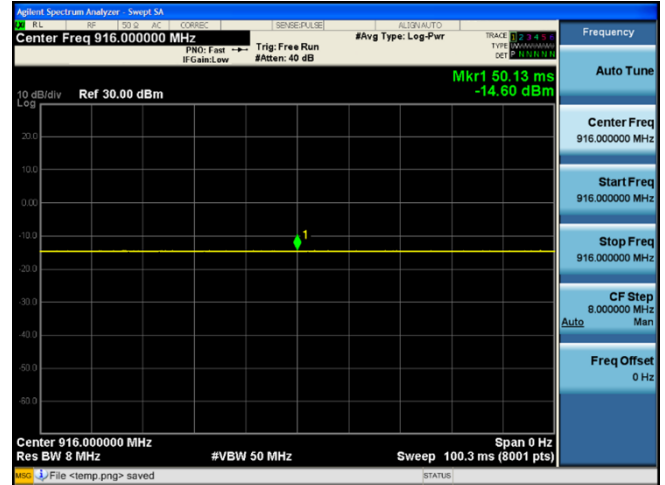 Agilent Spectrum Analyzer - Swept SA
RL RF 50 Ω AC CORREC SENSE:PULSE ALIGN AUTO
Center Freq 916.000000 MHz
PNO: Fast
IFGain:Low
Trig: Free Run
#Atten: 40 dB
#Avg Type: Log-Pwr
TRACE 1 2 3 4 5 6
TYPE
DET P N N N N N
Mkr1 50.13 ms
-14.60 dBm
10 dB/div Ref 30.00 dBm
Log
20.0
10.0
0.00
-10.0
-20.0
-30.0
-40.0
-50.0
-60.0
1
Center 916.000000 MHz
Span 0 Hz
Res BW 8 MHz #VBW 50 MHz Sweep 100.3 ms (8001 pts)
MSG File <temp.png> saved STATUS
Frequency
Auto Tune
Center Freq
916.000000 MHz
Start Freq
916.000000 MHz
Stop Freq
916.000000 MHz
CF Step
8.000000 MHz
Auto Man
Freq Offset
0 Hz